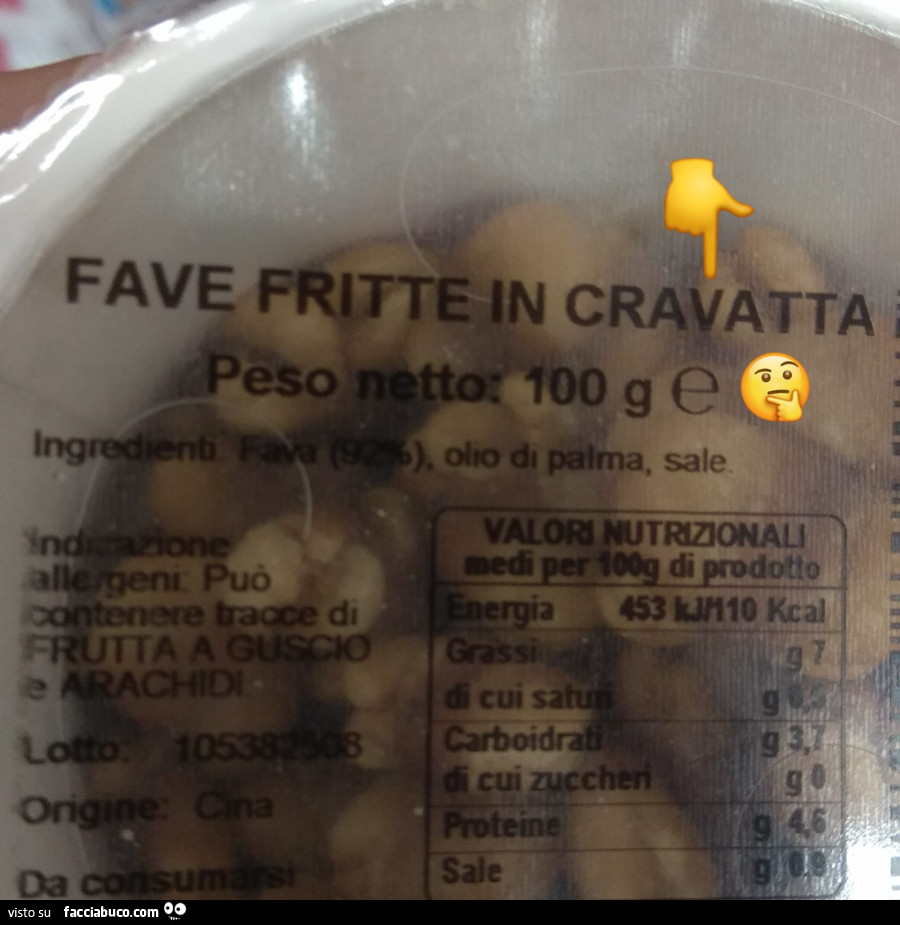 FAVE FRITTE IN CRAVATTA
Peso netto: 100 g e
Ingredienti: Fava (92%), olio di palma, sale.
Indicazione
allergeni: Può
contenere tracce di
FRUTTA A GUSCIO
e ARACHIDI
Lotto:
Origine: Cina
Da consumarsi
VALORI NUTRIZIONALI
medi per 100g di prodotto
Energia 453 kJ/110 Kcal
Grassi g 7
di cui saturi g
Carboidrati g 3,7
di cui zuccheri g 0
Proteine g 4,6
Sale g 0.9
visto su facciabuco.com